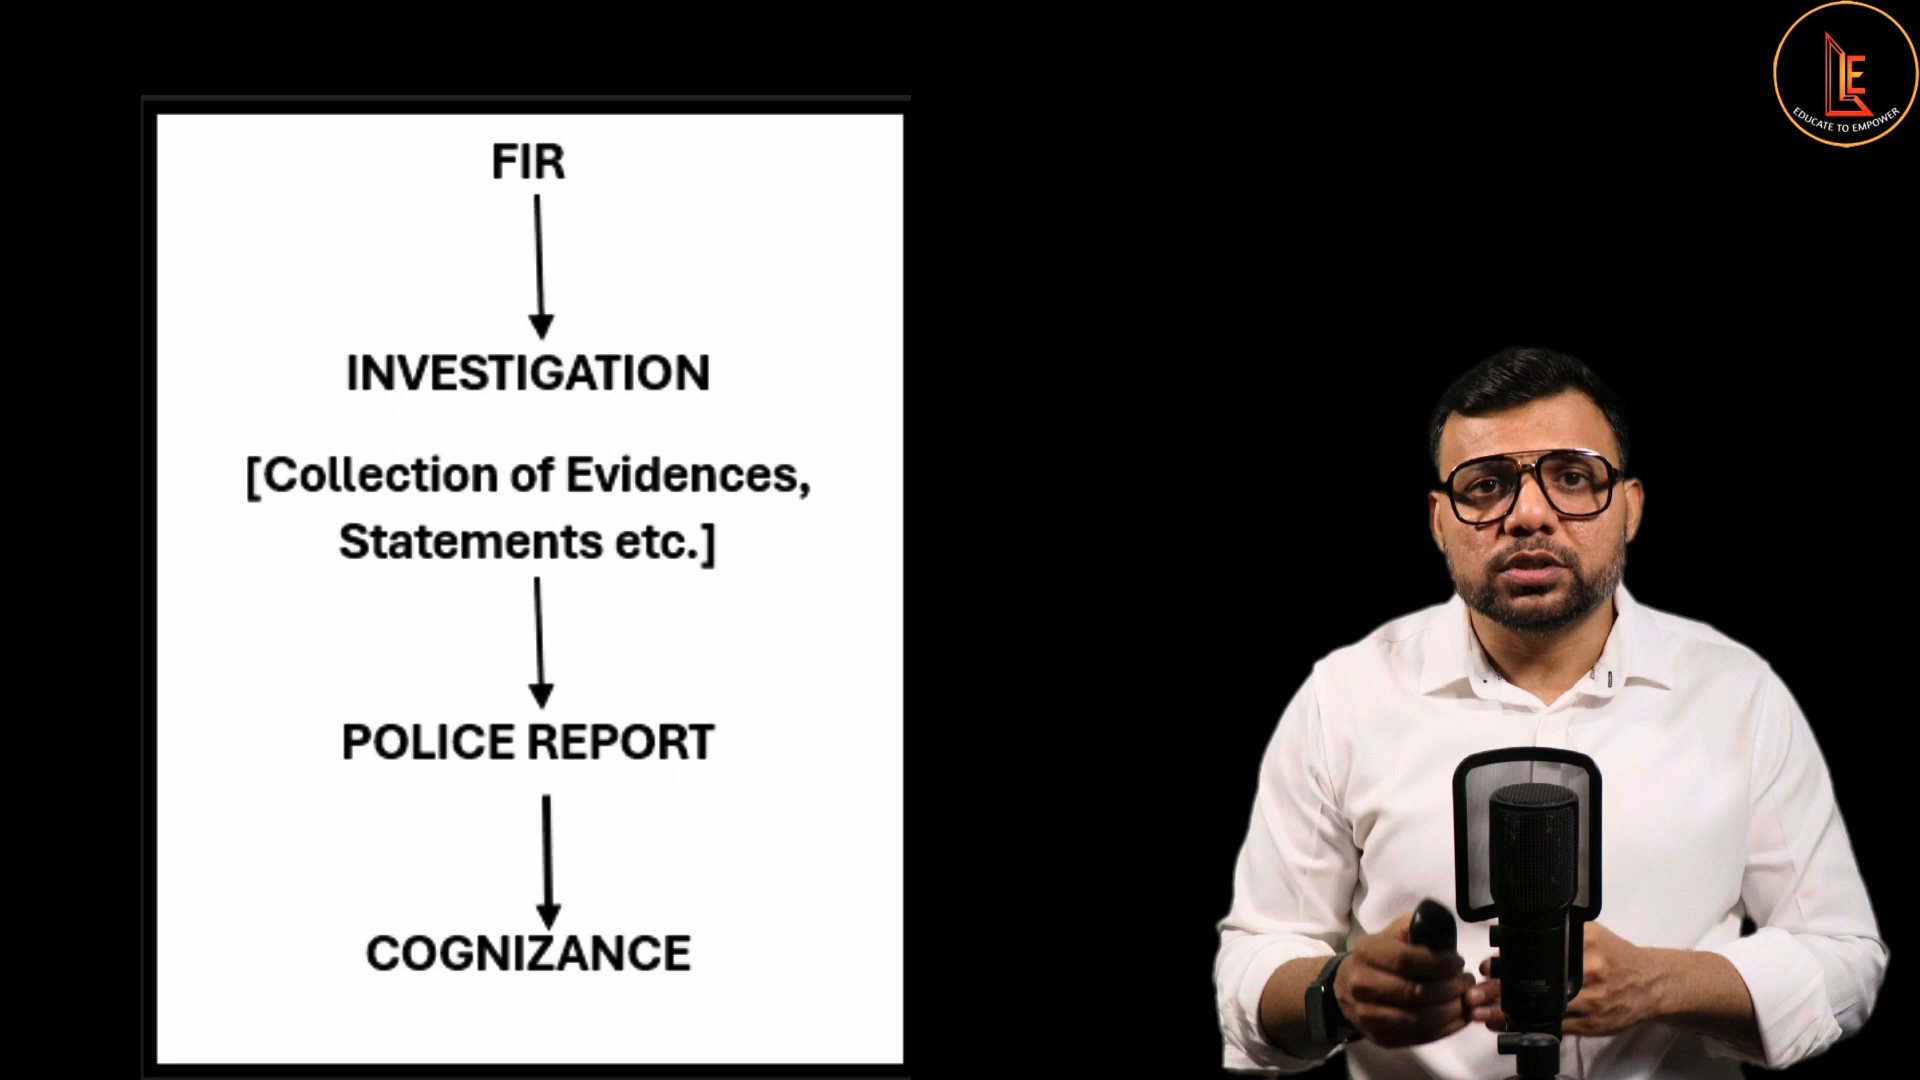 FIR
INVESTIGATION
[Collection of Evidences,
Statements etc.]
POLICE REPORT
COGNIZANCE
LE
EDUCATE TO EMPOWER